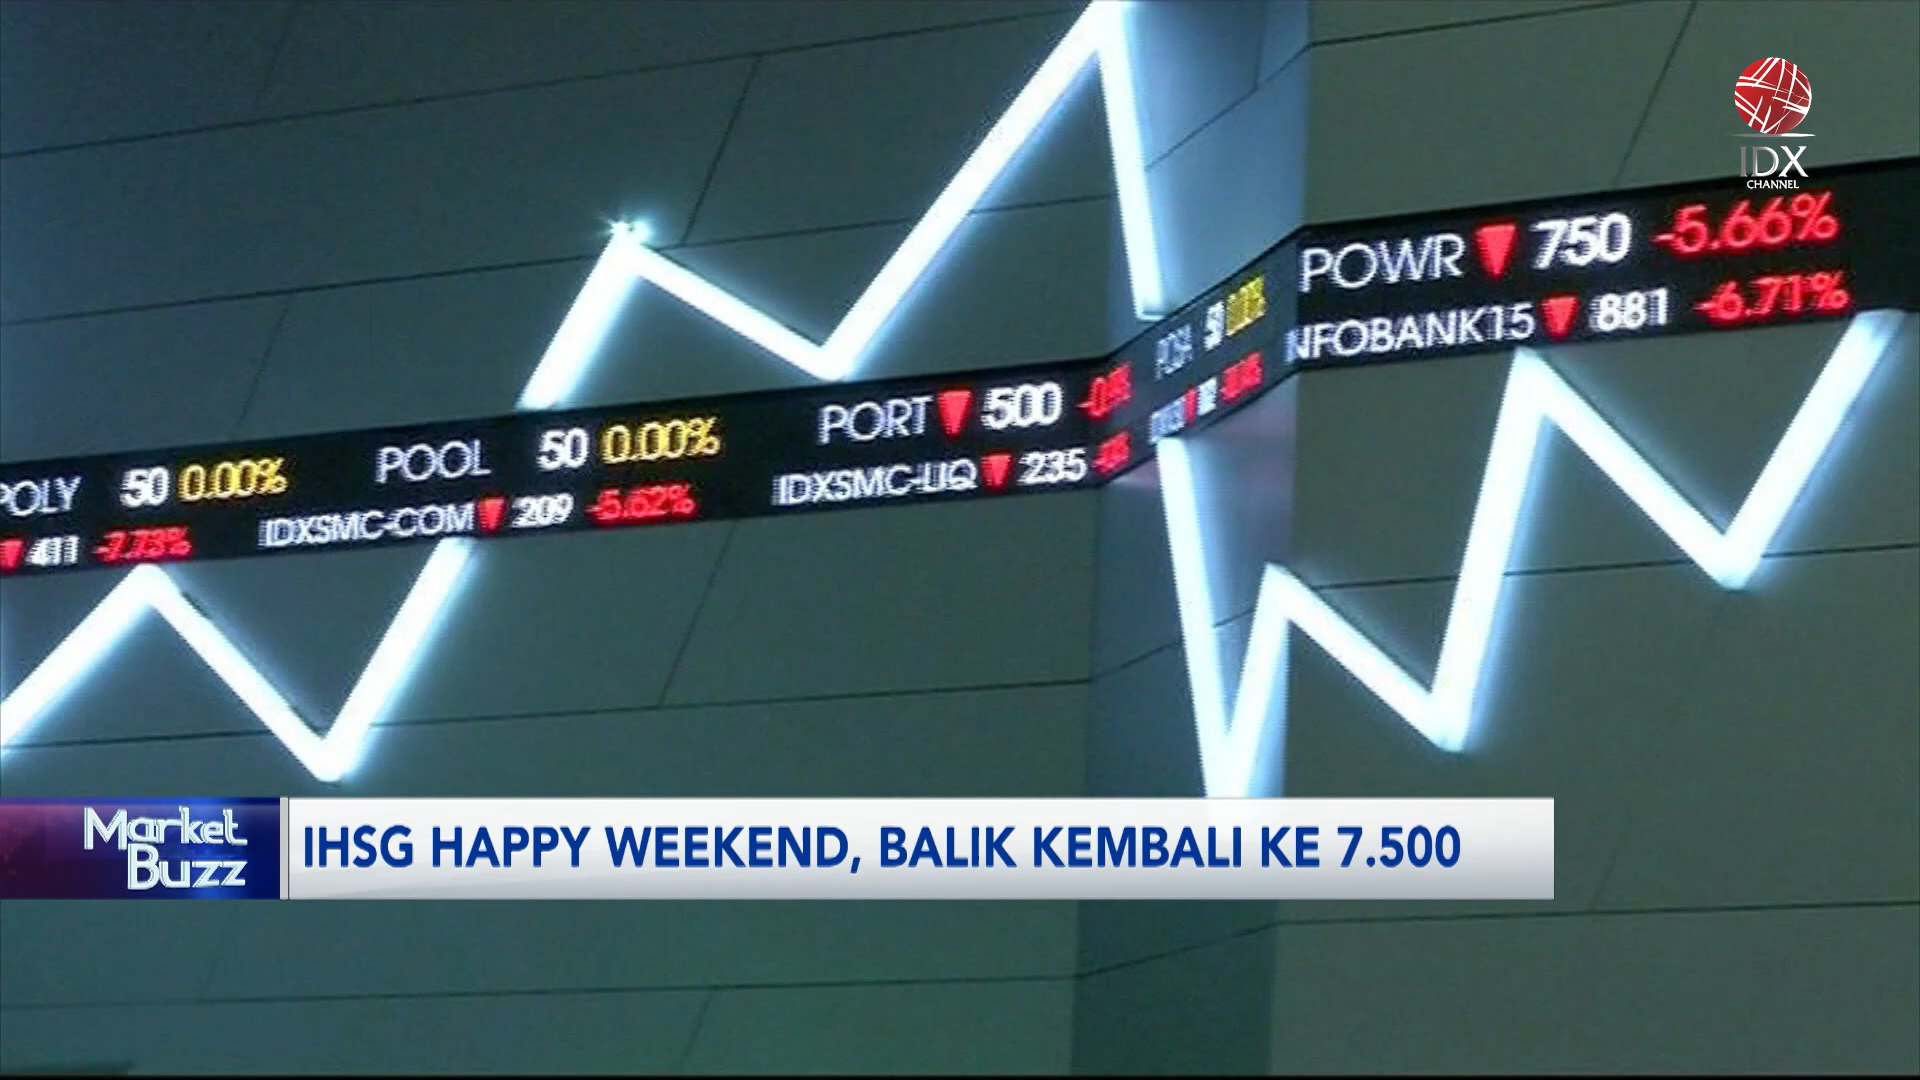 IDX
CHANNEL
POWR ▼ 750 -5.66%
NFOBANK15 ▼ 881 -6.71%
POLY 50 0.00% POOL 50 0.00% PORT ▼ 500
▼ 411 -7.73% IDXSMC-COM ▼ 209 -5.62% IDXSMC-LIQ ▼ 235
Market
Buzz
IHSG HAPPY WEEKEND, BALIK KEMBALI KE 7.500